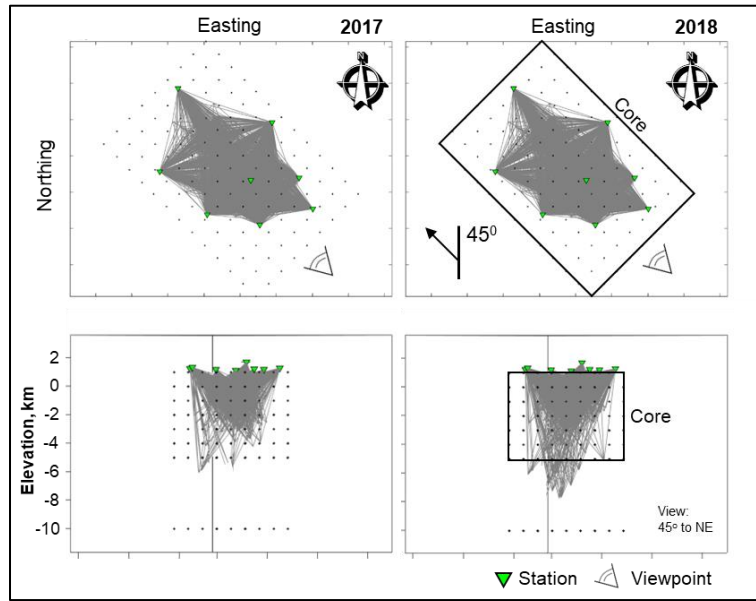 Easting 2017
Easting 2018
N
N
Northing
Core
45⁰
Elevation, km
2
0
-2
-4
-6
-8
-10
Core
View:
45º to NE
Station
Viewpoint